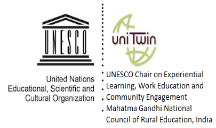 UNESCO
United Nations
Educational, Scientific and
Cultural Organization
uniTwin
UNESCO Chair on Experiential
Learning, Work Education and
Community Engagement
Mahatma Gandhi National
Council of Rural Education, India